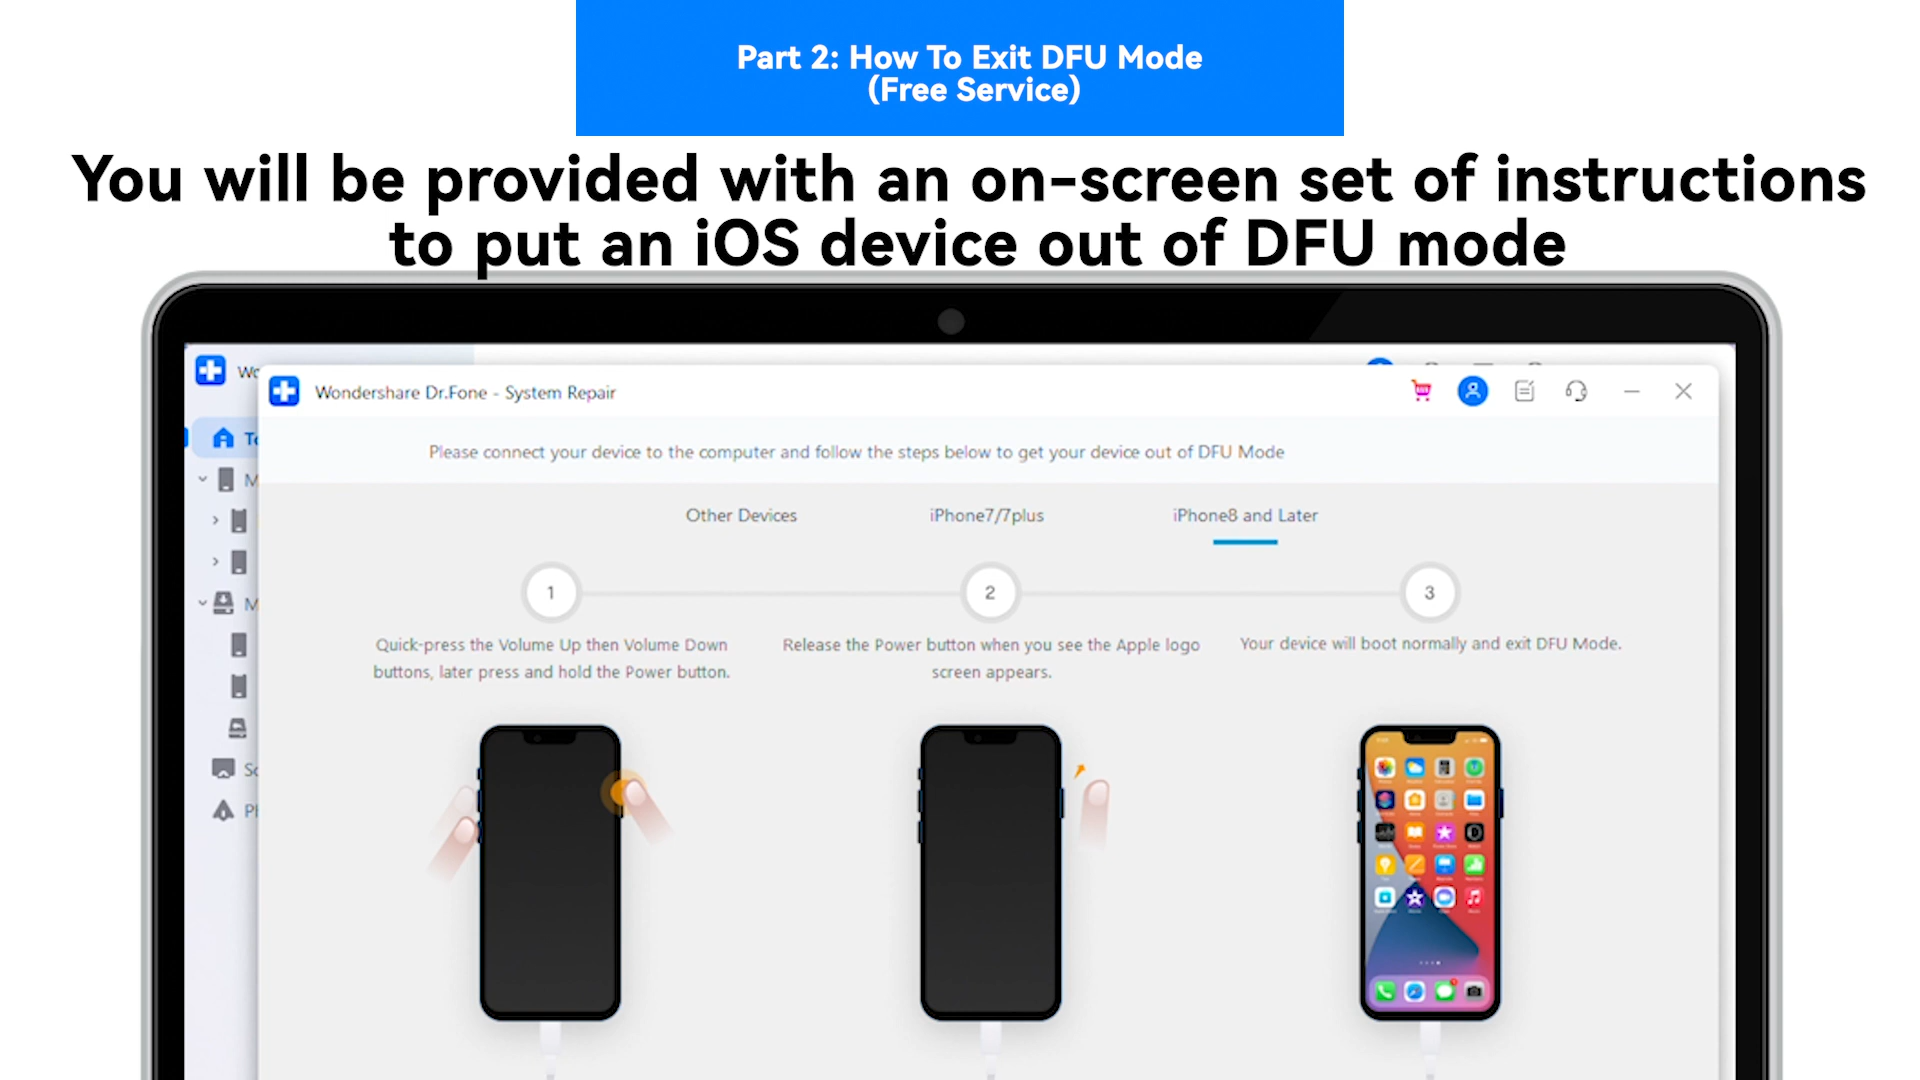 Part 2: How To Exit DFU Mode
(Free Service)
You will be provided with an on-screen set of instructions
to put an iOS device out of DFU mode
Wondershare Dr.Fone - System Repair
Please connect your device to the computer and follow the steps below to get your device out of DFU Mode
Other Devices
iPhone7/7plus
iPhone8 and Later
1
2
3
Quick-press the Volume Up then Volume Down
buttons, later press and hold the Power button.
Release the Power button when you see the Apple logo
screen appears.
Your device will boot normally and exit DFU Mode.